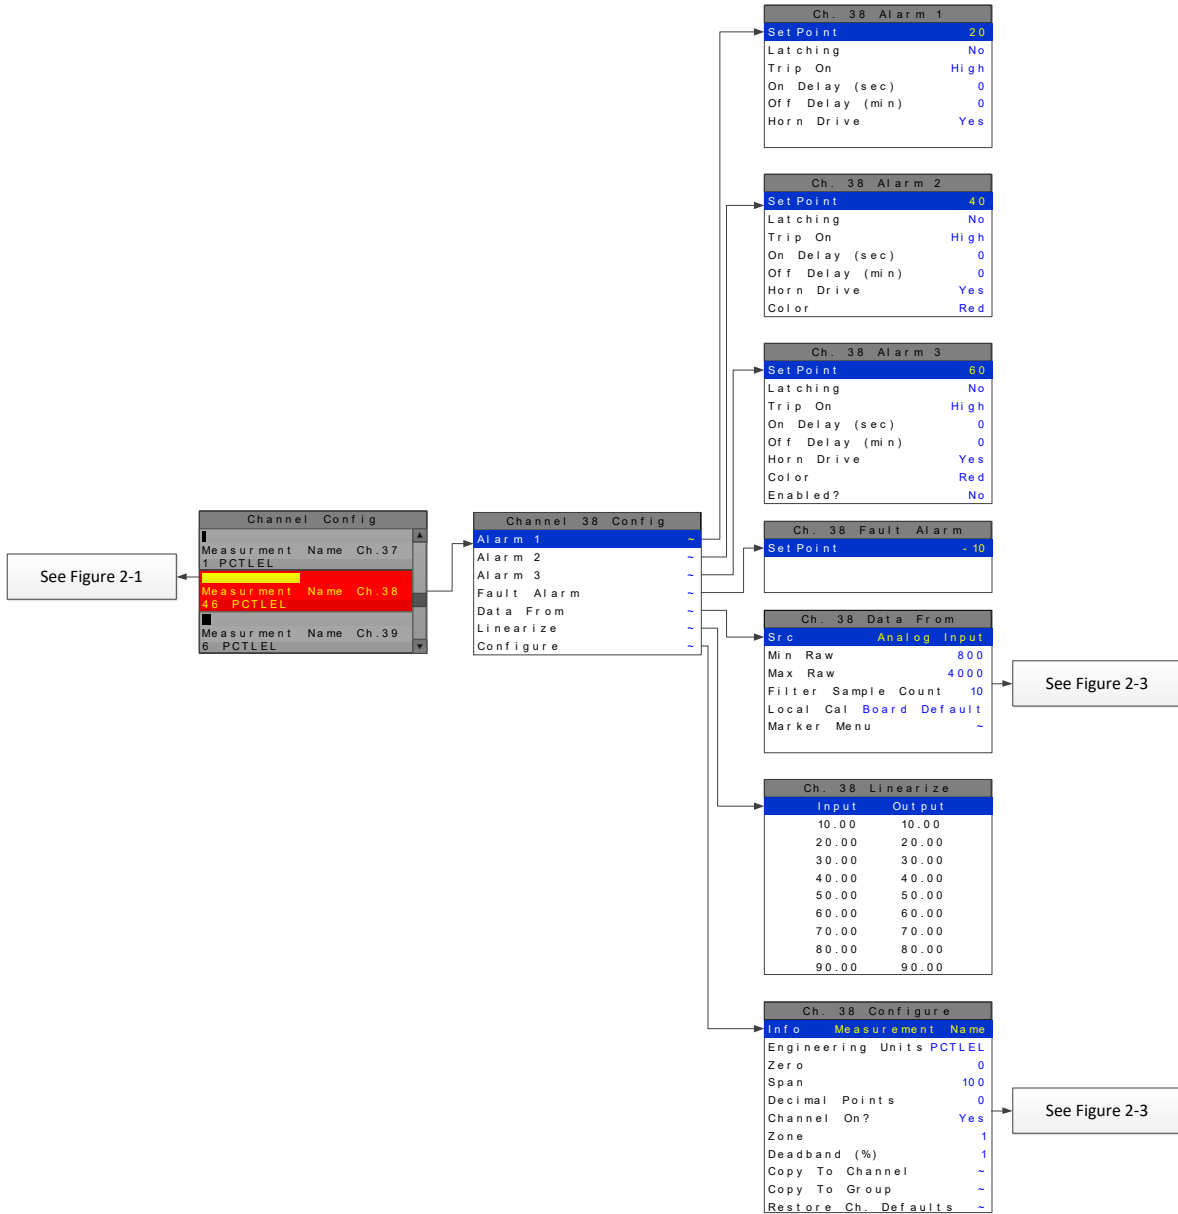 Ch. 38 Alarm 1
SetPoint 20
Latching No
Trip On High
On Delay (sec) 0
Off Delay (min) 0
Horn Drive Yes
Ch. 38 Alarm 2
SetPoint 40
Latching No
Trip On High
On Delay (sec) 0
Off Delay (min) 0
Horn Drive Yes
Color Red
Ch. 38 Alarm 3
SetPoint 60
Latching No
Trip On High
On Delay (sec) 0
Off Delay (min) 0
Horn Drive Yes
Color Red
Enabled? No
See Figure 2-1
Channel Config
Measurment Name Ch.37
1 PCTLEL
Measurment Name Ch.38
46 PCTLEL
Measurment Name Ch.39
6 PCTLEL
Channel 38 Config
Alarm 1 ~
Alarm 2 ~
Alarm 3 ~
Fault Alarm ~
Data From ~
Linearize ~
Configure ~
Ch. 38 Fault Alarm
SetPoint -10
Ch. 38 Data From
Src Analog Input
Min Raw 800
Max Raw 4000
Filter Sample Count 10
Local Cal Board Default
Marker Menu ~
See Figure 2-3
Ch. 38 Linearize
Input Output
10.00 10.00
20.00 20.00
30.00 30.00
40.00 40.00
50.00 50.00
60.00 60.00
70.00 70.00
80.00 80.00
90.00 90.00
Ch. 38 Configure
Info Measurement Name
Engineering Units PCTLEL
Zero 0
Span 100
Decimal Points 0
Channel On? Yes
Zone 1
Deadband (%) 1
Copy To Channel ~
Copy To Group ~
Restore Ch. Defaults ~
See Figure 2-3